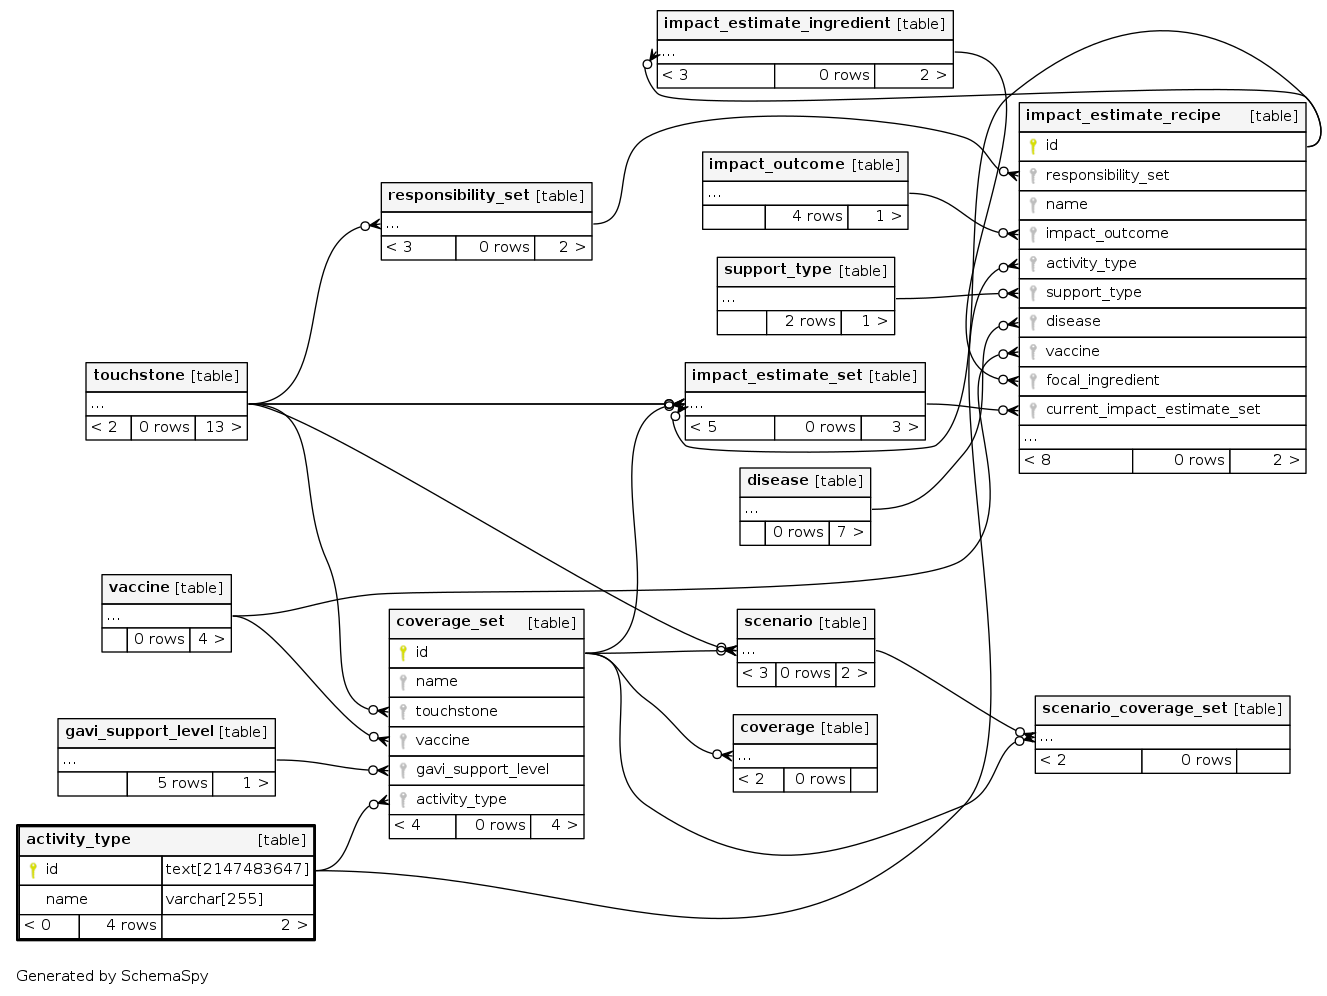 impact_estimate_ingredient [table]
...
< 3 0 rows 2 >
impact_estimate_recipe [table]
id
responsibility_set
name
impact_outcome
activity_type
support_type
disease
vaccine
focal_ingredient
current_impact_estimate_set
...
< 8 0 rows 2 >
impact_outcome [table]
...
4 rows 1 >
responsibility_set [table]
...
< 3 0 rows 2 >
support_type [table]
...
2 rows 1 >
touchstone [table]
...
< 2 0 rows 13 >
impact_estimate_set [table]
...
< 5 0 rows 3 >
disease [table]
...
0 rows 7 >
vaccine [table]
...
0 rows 4 >
coverage_set [table]
id
name
touchstone
vaccine
gavi_support_level
activity_type
< 4 0 rows 4 >
scenario [table]
...
< 3 0 rows 2 >
scenario_coverage_set [table]
...
< 2 0 rows
gavi_support_level [table]
...
5 rows 1 >
coverage [table]
...
< 2 0 rows
activity_type [table]
id text[2147483647]
name varchar[255]
< 0 4 rows 2 >
Generated by SchemaSpy